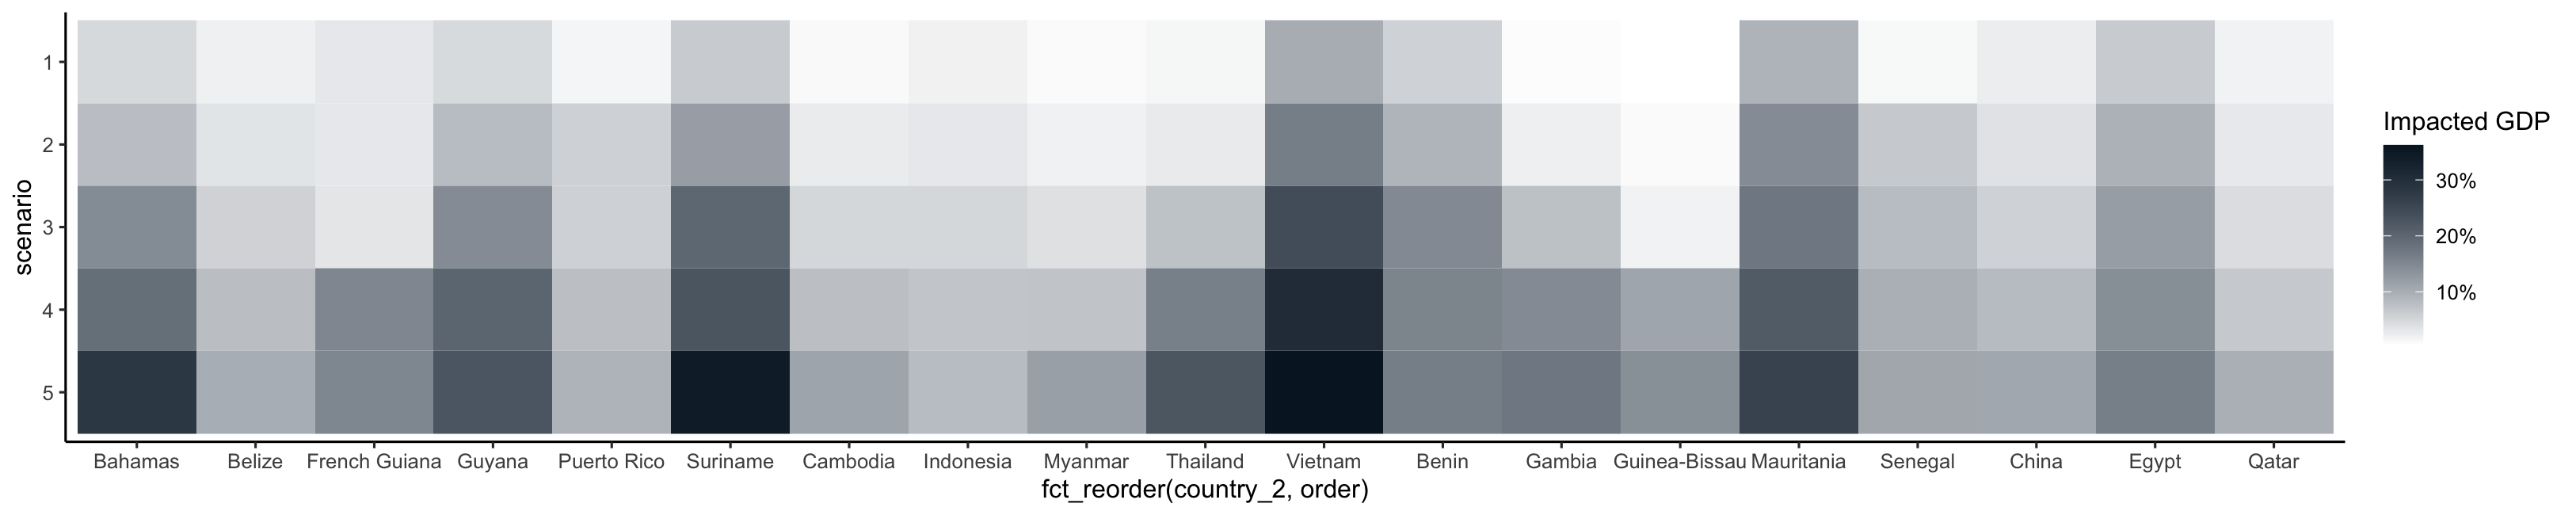 scenario
1
2
3
4
5
Bahamas Belize French Guiana Guyana Puerto Rico Suriname Cambodia Indonesia Myanmar Thailand Vietnam Benin Gambia Guinea-Bissau Mauritania Senegal China Egypt Qatar
fct_reorder(country_2, order)
Impacted GDP
30%
20%
10%